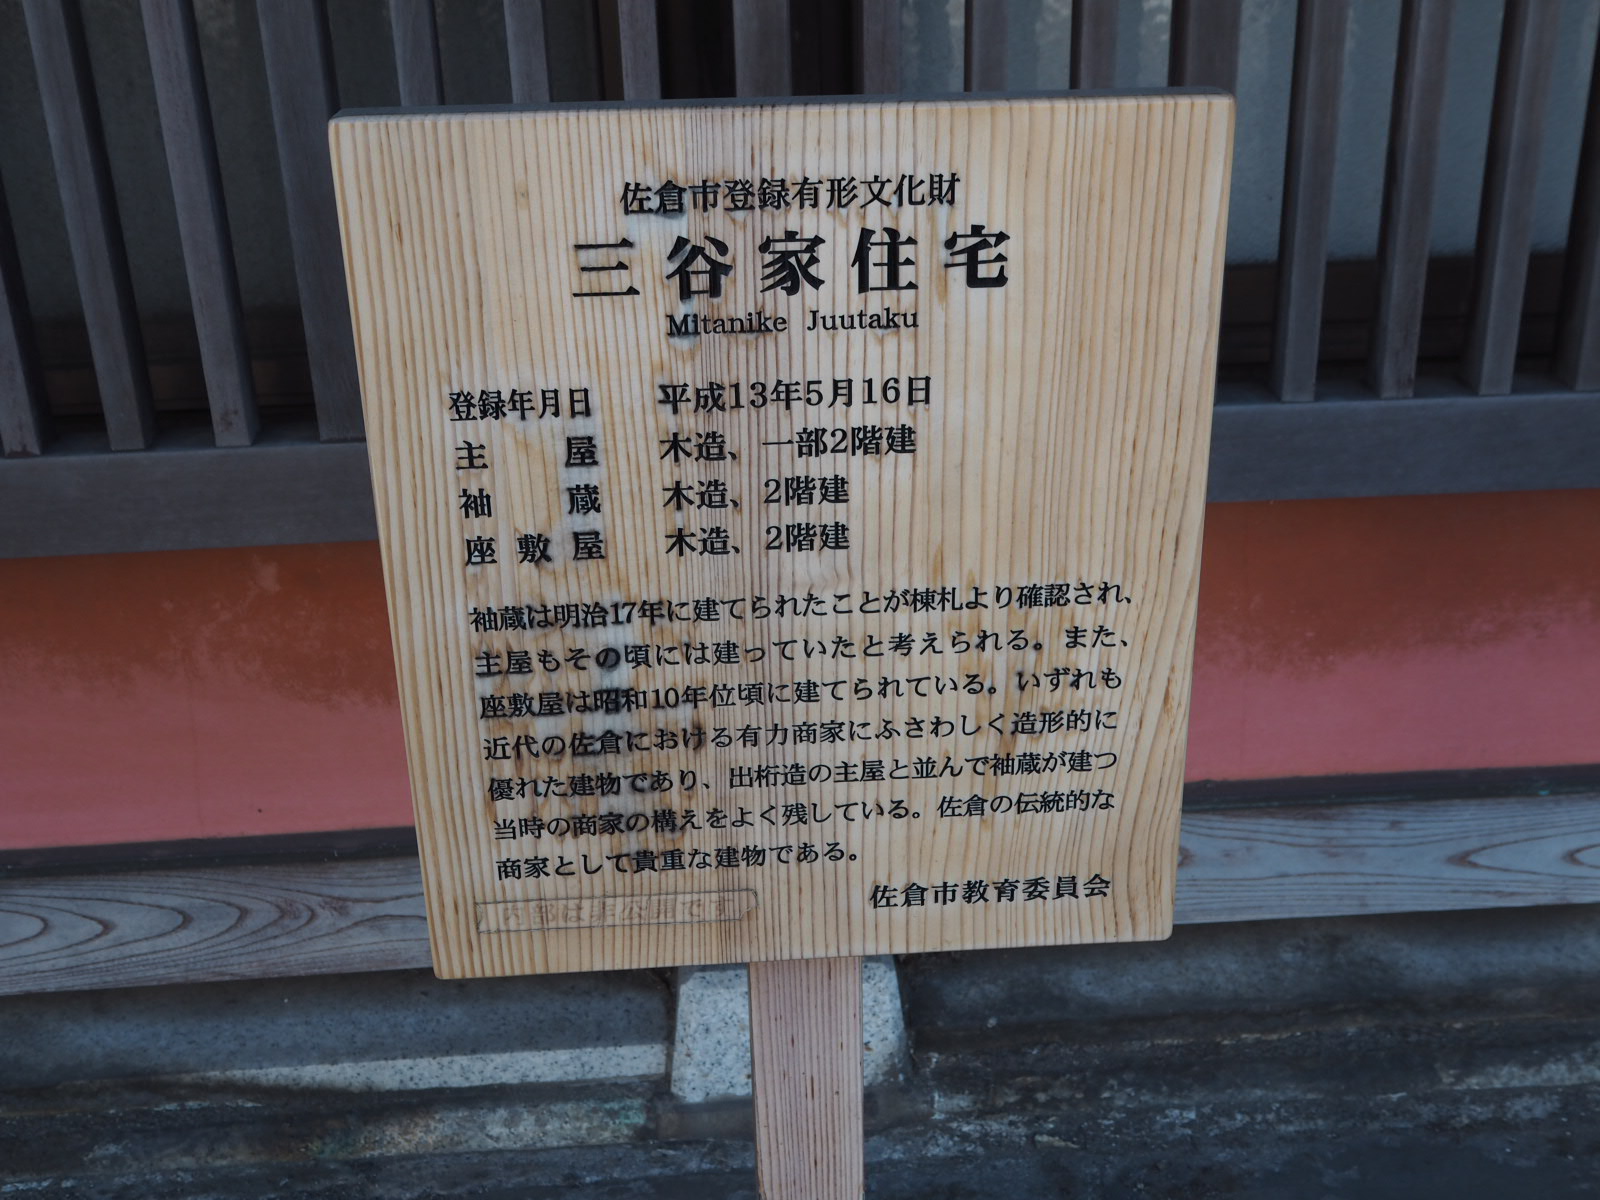 佐倉市登録有形文化財
三谷家住宅
Mitanike Juutaku
登録年月日 平成13年5月16日
主屋 木造、一部2階建
袖蔵 木造、2階建
座敷屋 木造、2階建
袖蔵は明治17年に建てられたことが棟札より確認され、
主屋もその頃には建っていたと考えられる。また、
座敷屋は昭和10年位頃に建てられている。いずれも
近代の佐倉における有力商家にふさわしく造形的に
優れた建物であり、出桁造の主屋と並んで袖蔵が建つ
当時の商家の構えをよく残している。佐倉の伝統的な
商家として貴重な建物である。
佐倉市教育委員会
内部は非公開です